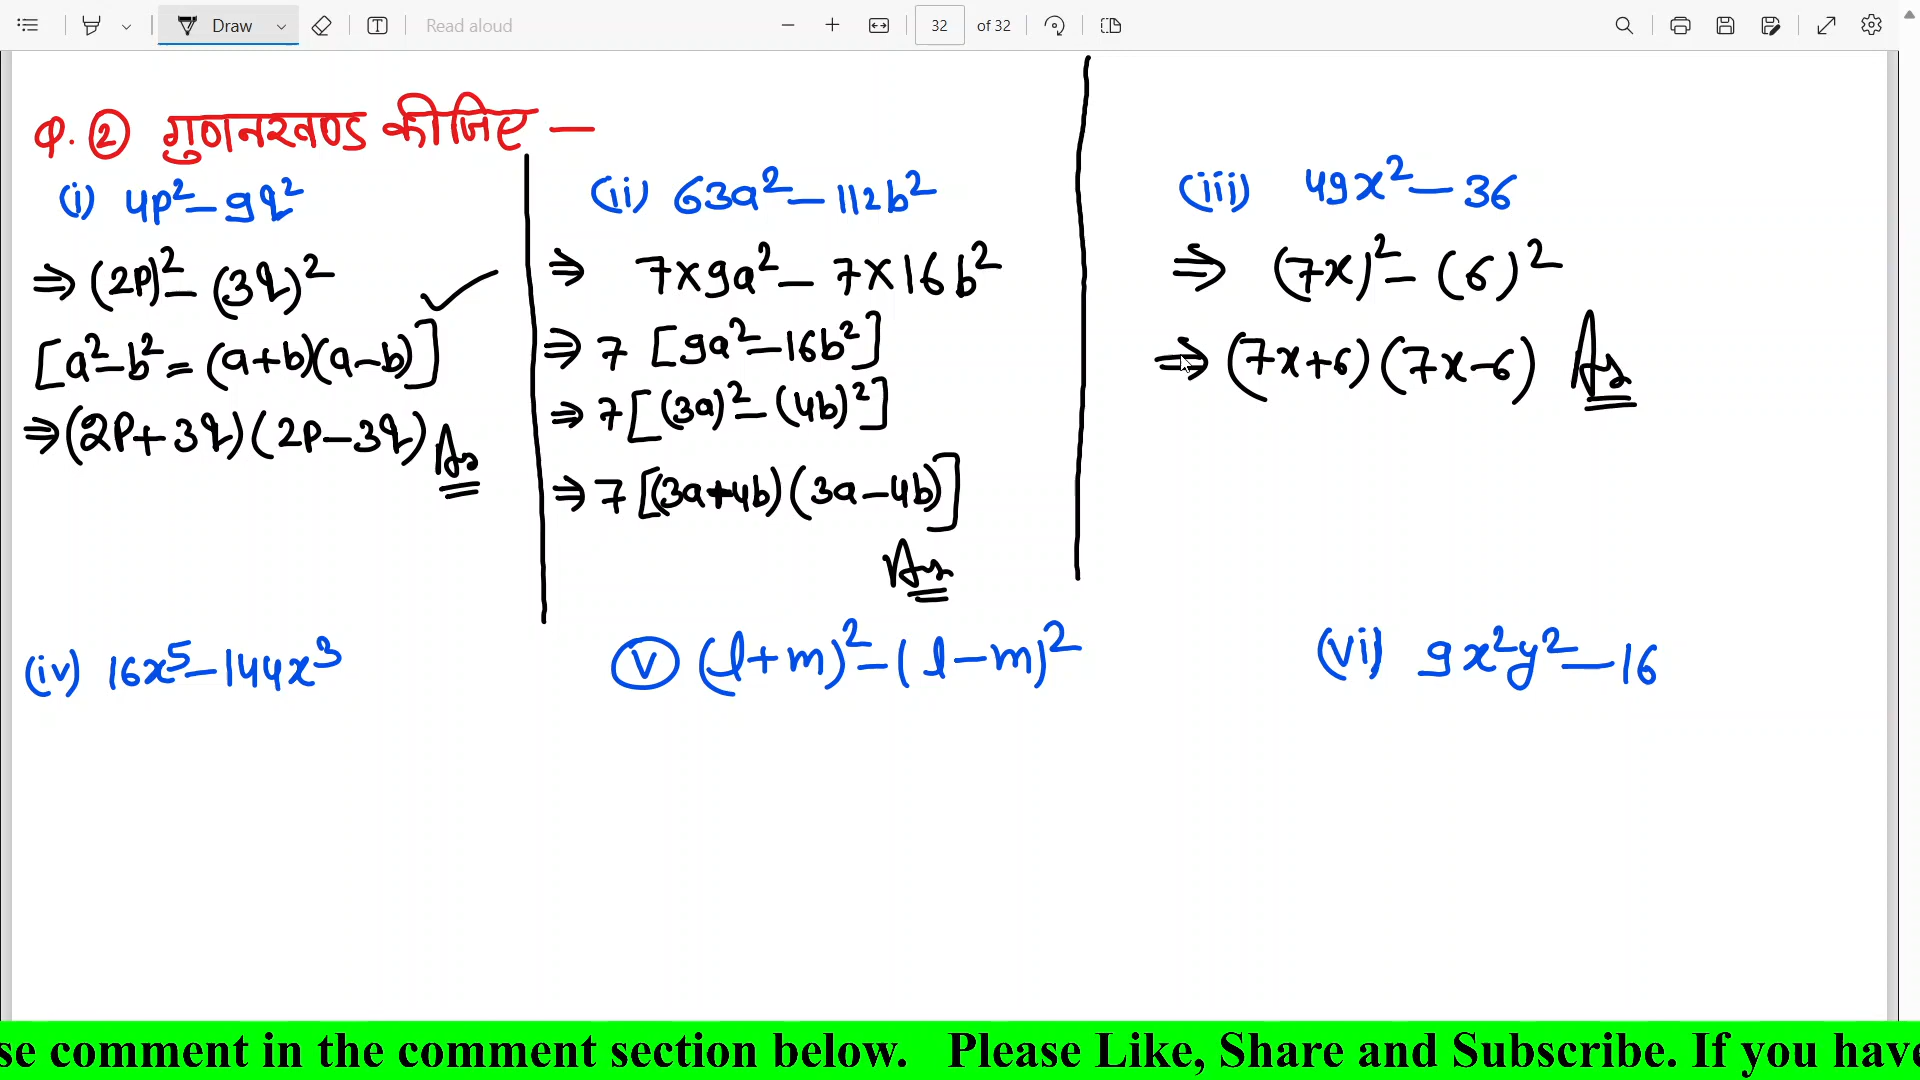 Read aloud
Draw
32
of 32
Q. ② गुणनखण्ड कीजिए —
(i) 4p² - 9q²
⇒ (2p)² - (3q)²
[a² - b² = (a+b)(a-b)] ✓
⇒ (2p+3q)(2p-3q) Ans
(ii) 63a² - 112b²
⇒ 7×9a² - 7×16b²
⇒ 7 [9a² - 16b²]
⇒ 7 [(3a)² - (4b)²]
⇒ 7 [(3a+4b)(3a-4b)]
Ans
(iii) 49x² - 36
⇒ (7x)² - (6)²
⇒ (7x+6)(7x-6) Ans
(iv) 16x⁵ - 144x³
Ⓥ (l+m)² - (l-m)²
(vi) 9x²y² - 16
se comment in the comment section below. Please Like, Share and Subscribe. If you have